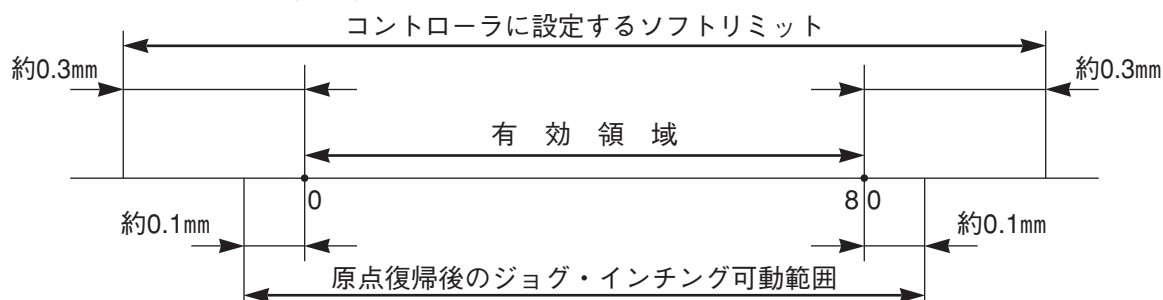 コントローラに設定するソフトリミット
約0.3㎜
約0.3㎜
有効領域
0
80
約0.1㎜
約0.1㎜
原点復帰後のジョグ・インチング可動範囲